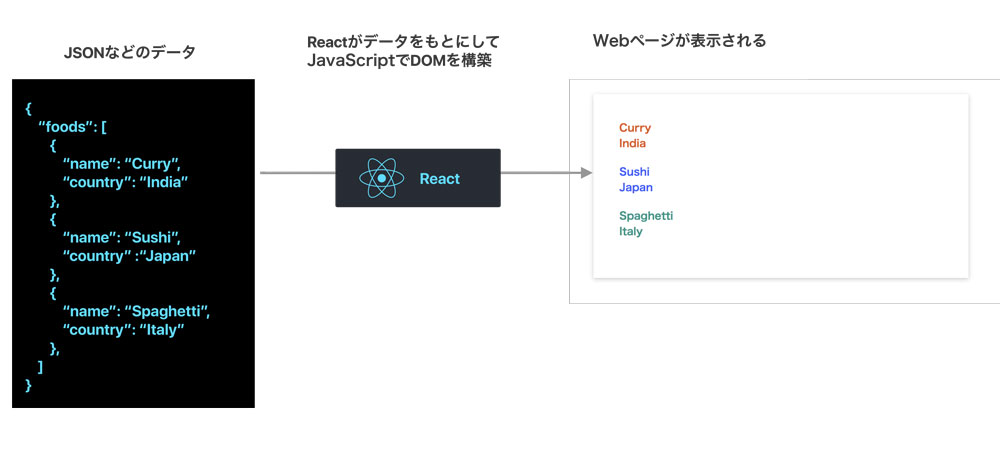 JSONなどのデータ
{
“foods”: [
{
“name”: “Curry”,
“country”: “India”
},
{
“name”: “Sushi”,
“country” :“Japan”
},
{
“name”: “Spaghetti”,
“country”: “Italy”
},
]
}
Reactがデータをもとにして
JavaScriptでDOMを構築
React
Webページが表示される
Curry
India
Sushi
Japan
Spaghetti
Italy